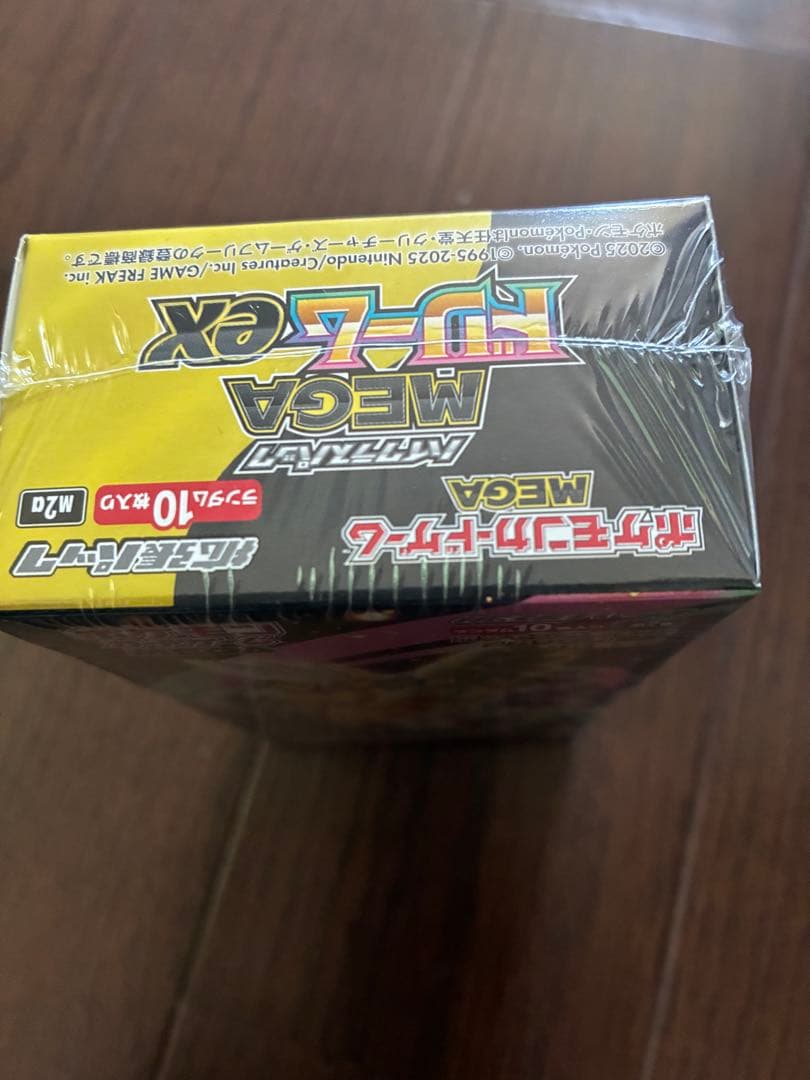 ポケモンカードゲーム
MEGA
拡張パック
ランダム10枚入り
M2a
ハイクラスパック
MEGA
ドリームex
©2025 Pokémon. ©1995-2025 Nintendo/Creatures Inc./GAME FREAK inc.
ポケモン・Pokémonは任天堂・クリーチャーズ・ゲームフリークの登録商標です。